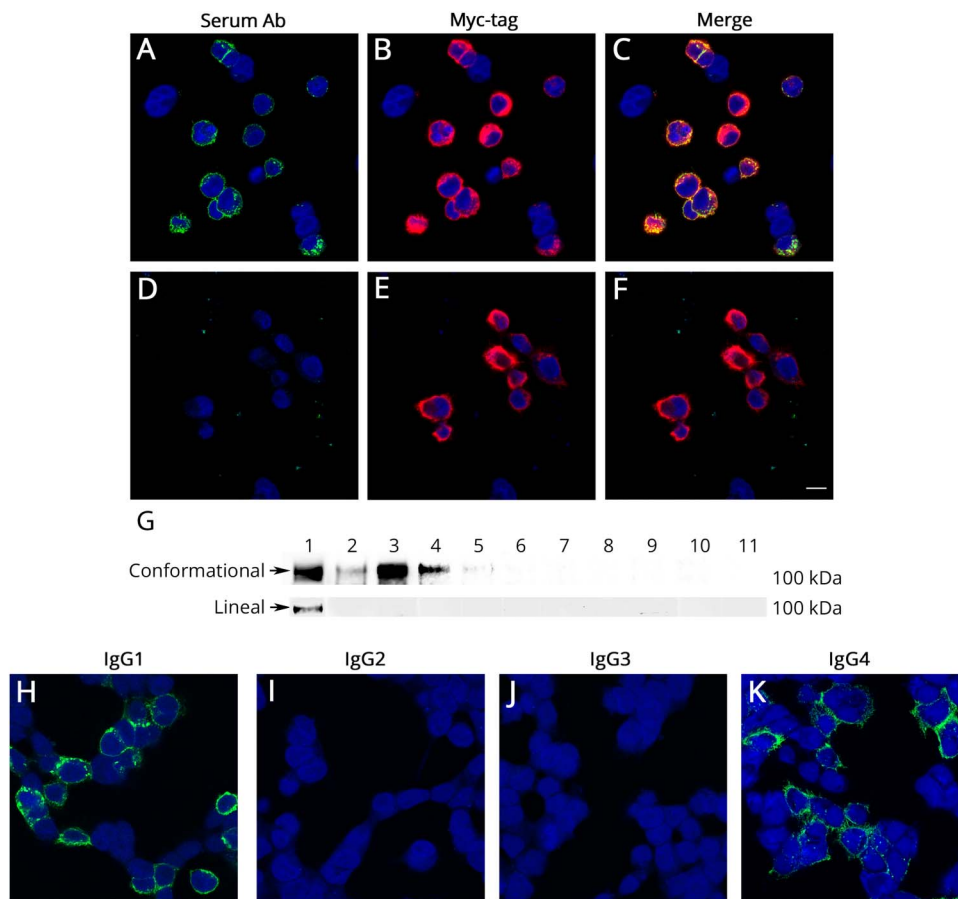 Serum Ab Myc-tag Merge
A B C
D E F
G
1 2 3 4 5 6 7 8 9 10 11
Conformational 100 kDa
Lineal 100 kDa
IgG1 IgG2 IgG3 IgG4
H I J K